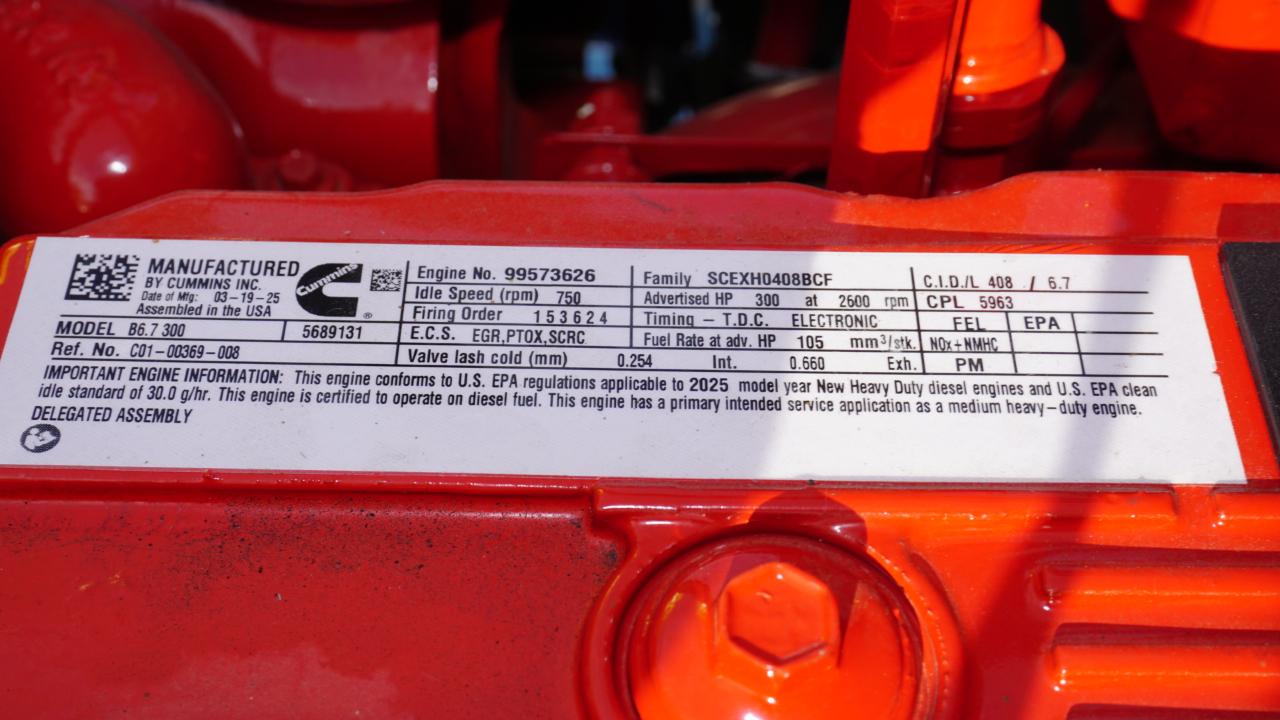 MANUFACTURED
BY CUMMINS INC.
Date of Mfg: 03-19-25
Assembled in the USA
Cummins
®
MODEL B6.7 300 5689131
Ref. No. C01-00369-008
Engine No. 99573626
Idle Speed (rpm) 750
Firing Order 1 5 3 6 2 4
E.C.S. EGR,PTOX,SCRC
Valve lash cold (mm) 0.254 Int. 0.660 Exh.
Family SCEXH0408BCF
Advertised HP 300 at 2600 rpm
Timing – T.D.C. ELECTRONIC
Fuel Rate at adv. HP 105 mm³/stk.
C.I.D./L 408 / 6.7
CPL 5963
FEL EPA
NOx+NMHC
PM
IMPORTANT ENGINE INFORMATION: This engine conforms to U.S. EPA regulations applicable to 2025 model year New Heavy Duty diesel engines and U.S. EPA clean
idle standard of 30.0 g/hr. This engine is certified to operate on diesel fuel. This engine has a primary intended service application as a medium heavy–duty engine.
DELEGATED ASSEMBLY